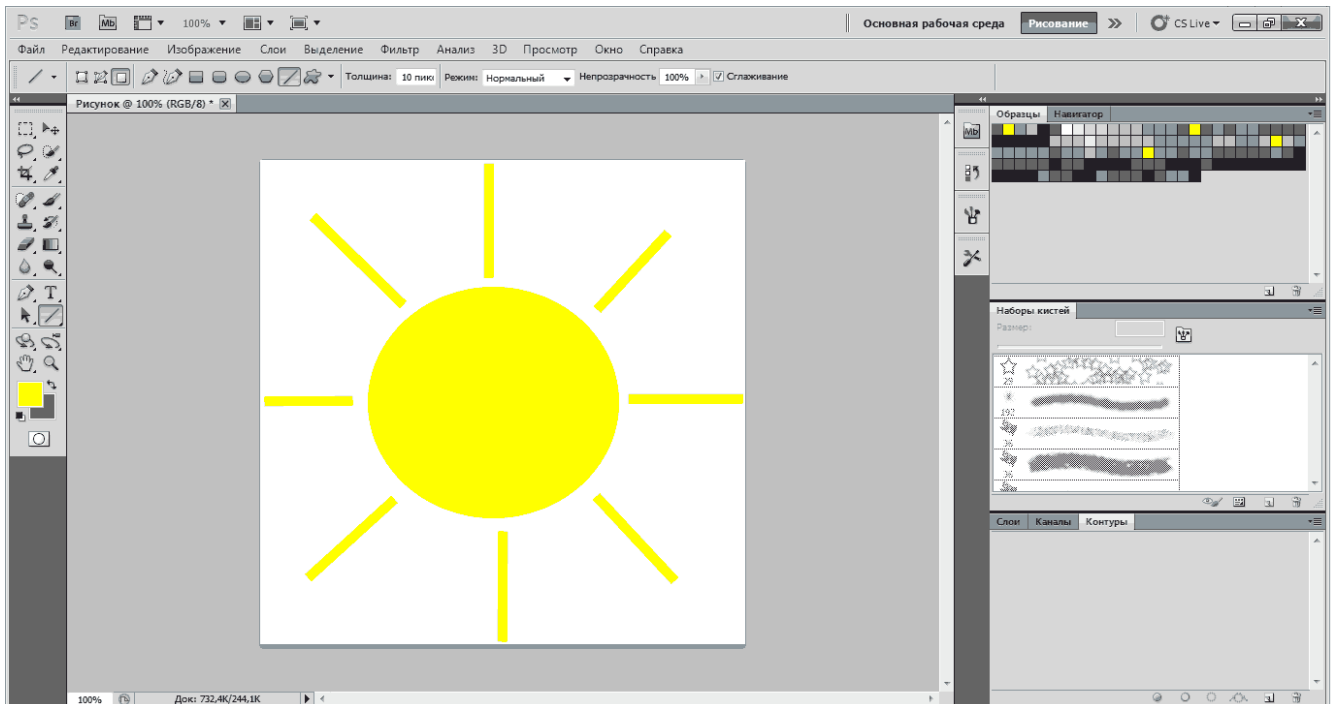 Ps Br Mb 100% Основная рабочая среда Рисование CS Live
Файл Редактирование Изображение Слои Выделение Фильтр Анализ 3D Просмотр Окно Справка
Толщина: 10 пикс Режим: Нормальный Непрозрачность 100% Сглаживание
Рисунок @ 100% (RGB/8) *
Образцы Навигатор
Mb
T
Наборы кистей
Размер:
29
192
36
36
Слои Каналы Контуры
100% Док: 732,4K/244,1K